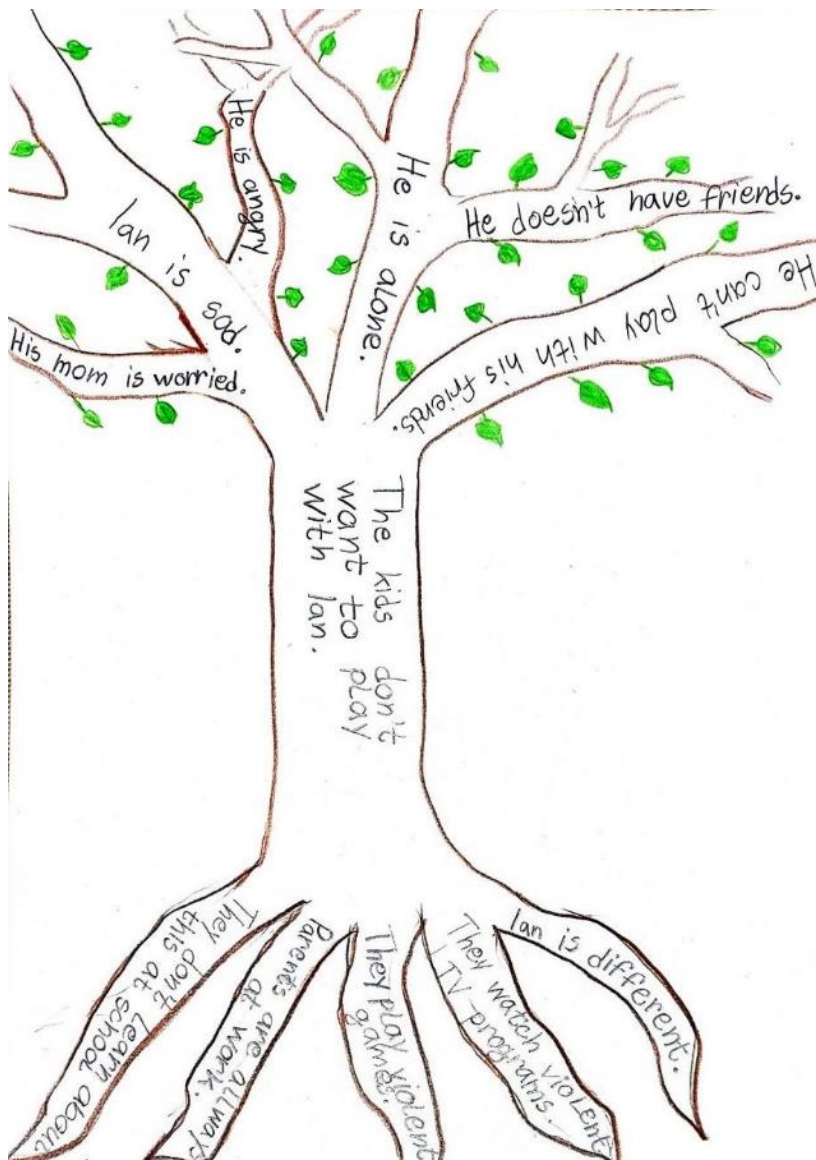 He is angry.
He is alone.
He doesn't have friends.
Ian is sad.
He can't play with his friends.
His mom is worried.
The kids don't
want to play
with Ian.
They don't learn about
this at school
Parents are allways
at work.
They play violent
games.
They watch violent
TV programs.
Ian is different.